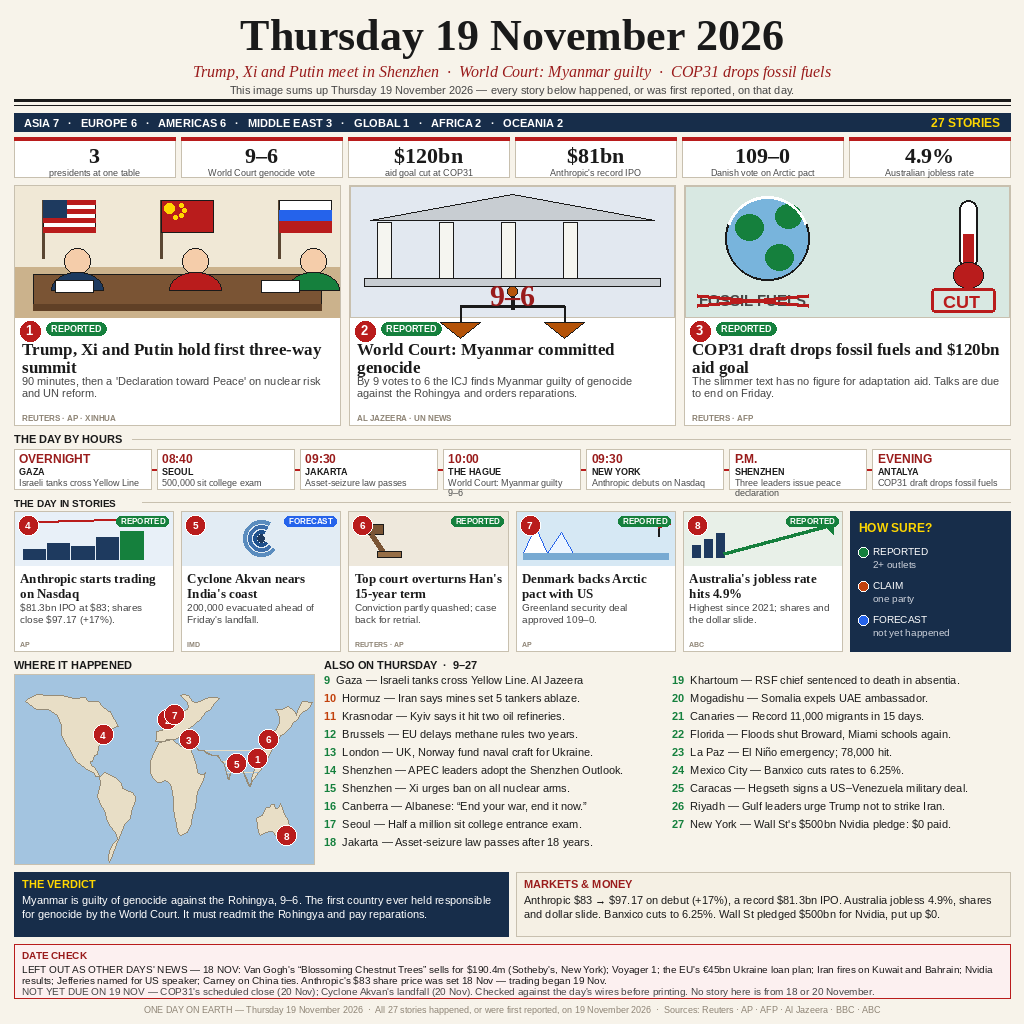 Thursday 19 November 2026
Trump, Xi and Putin meet in Shenzhen · World Court: Myanmar guilty · COP31 drops fossil fuels
This image sums up Thursday 19 November 2026 — every story below happened, or was first reported, on that day.
ASIA 7 · EUROPE 6 · AMERICAS 6 · MIDDLE EAST 3 · GLOBAL 1 · AFRICA 2 · OCEANIA 2
27 STORIES
3
presidents at one table
9–6
World Court genocide vote
$120bn
aid goal cut at COP31
$81bn
Anthropic's record IPO
109–0
Danish vote on Arctic pact
4.9%
Australian jobless rate
1 REPORTED
Trump, Xi and Putin hold first three-way
summit
90 minutes, then a 'Declaration toward Peace' on nuclear risk
and UN reform.
REUTERS · AP · XINHUA
9–6
2 REPORTED
World Court: Myanmar committed
genocide
By 9 votes to 6 the ICJ finds Myanmar guilty of genocide
against the Rohingya and orders reparations.
AL JAZEERA · UN NEWS
FOSSIL FUELS
CUT
3 REPORTED
COP31 draft drops fossil fuels and $120bn
aid goal
The slimmer text has no figure for adaptation aid. Talks are due
to end on Friday.
REUTERS · AFP
THE DAY BY HOURS
OVERNIGHT
GAZA
Israeli tanks cross Yellow Line
08:40
SEOUL
500,000 sit college exam
09:30
JAKARTA
Asset-seizure law passes
10:00
THE HAGUE
World Court: Myanmar guilty
9–6
09:30
NEW YORK
Anthropic debuts on Nasdaq
P.M.
SHENZHEN
Three leaders issue peace
declaration
EVENING
ANTALYA
COP31 draft drops fossil fuels
THE DAY IN STORIES
4 REPORTED
Anthropic starts trading
on Nasdaq
$81.3bn IPO at $83; shares
close $97.17 (+17%).
AP
5 FORECAST
Cyclone Akvan nears
India's coast
200,000 evacuated ahead of
Friday's landfall.
IMD
6 REPORTED
Top court overturns Han's
15-year term
Conviction partly quashed; case
back for retrial.
REUTERS · AP
7 REPORTED
Denmark backs Arctic
pact with US
Greenland security deal
approved 109–0.
AP
8 REPORTED
Australia's jobless rate
hits 4.9%
Highest since 2021; shares and
the dollar slide.
ABC
HOW SURE?
REPORTED
2+ outlets
CLAIM
one party
FORECAST
not yet happened
WHERE IT HAPPENED
4
7
3
6
5
1
8
ALSO ON THURSDAY · 9–27
9 Gaza — Israeli tanks cross Yellow Line. Al Jazeera
10 Hormuz — Iran says mines set 5 tankers ablaze.
11 Krasnodar — Kyiv says it hit two oil refineries.
12 Brussels — EU delays methane rules two years.
13 London — UK, Norway fund naval craft for Ukraine.
14 Shenzhen — APEC leaders adopt the Shenzhen Outlook.
15 Shenzhen — Xi urges ban on all nuclear arms.
16 Canberra — Albanese: “End your war, end it now.”
17 Seoul — Half a million sit college entrance exam.
18 Jakarta — Asset-seizure law passes after 18 years.
19 Khartoum — RSF chief sentenced to death in absentia.
20 Mogadishu — Somalia expels UAE ambassador.
21 Canaries — Record 11,000 migrants in 15 days.
22 Florida — Floods shut Broward, Miami schools again.
23 La Paz — El Niño emergency; 78,000 hit.
24 Mexico City — Banxico cuts rates to 6.25%.
25 Caracas — Hegseth signs a US–Venezuela military deal.
26 Riyadh — Gulf leaders urge Trump not to strike Iran.
27 New York — Wall St's $500bn Nvidia pledge: $0 paid.
THE VERDICT
Myanmar is guilty of genocide against the Rohingya, 9–6. The first country ever held responsible
for genocide by the World Court. It must readmit the Rohingya and pay reparations.
MARKETS & MONEY
Anthropic $83 → $97.17 on debut (+17%), a record $81.3bn IPO. Australia jobless 4.9%, shares
and dollar slide. Banxico cuts to 6.25%. Wall St pledged $500bn for Nvidia, put up $0.
DATE CHECK
LEFT OUT AS OTHER DAYS' NEWS — 18 NOV: Van Gogh's “Blossoming Chestnut Trees” sells for $190.4m (Sotheby's, New York); Voyager 1; the EU's €45bn Ukraine loan plan; Iran fires on Kuwait and Bahrain; Nvidia
results; Jefferies named for US speaker; Carney on China ties. Anthropic's $83 share price was set 18 Nov — trading began 19 Nov.
NOT YET DUE ON 19 NOV — COP31's scheduled close (20 Nov); Cyclone Akvan's landfall (20 Nov). Checked against the day's wires before printing. No story here is from 18 or 20 November.
ONE DAY ON EARTH — Thursday 19 November 2026 · All 27 stories happened, or were first reported, on 19 November 2026 · Sources: Reuters · AP · AFP · Al Jazeera · BBC · ABC